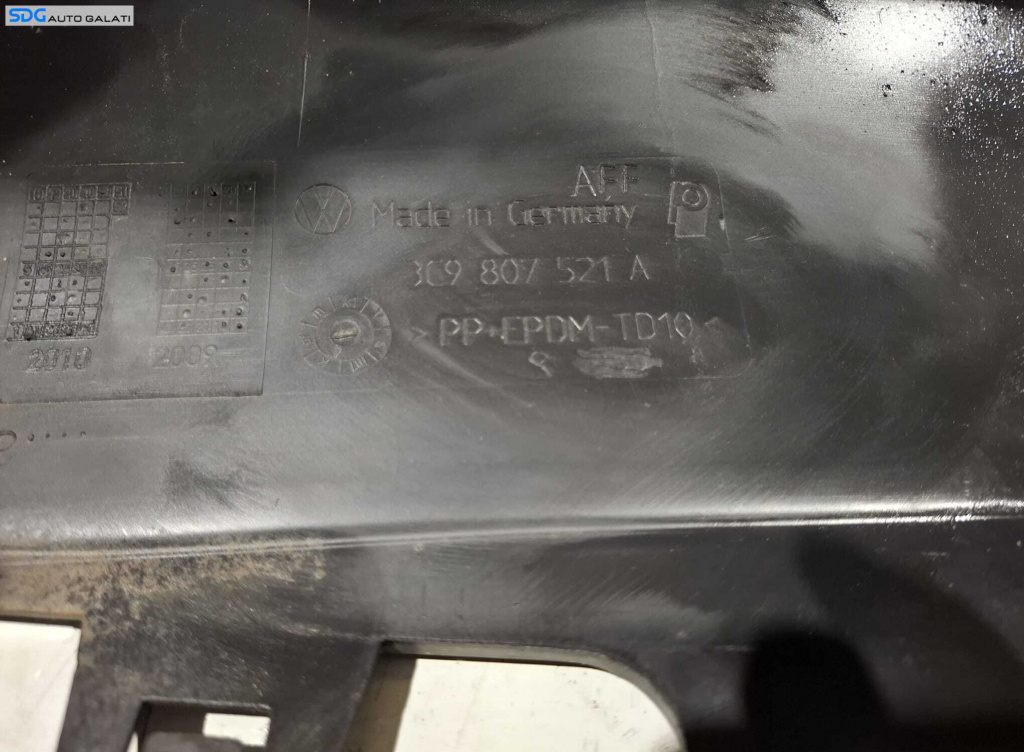 SDG AUTO GALATI
AFF
Made in Germany
3C9 807 521 A
>PP+EPDM-TD10<
2010
2009